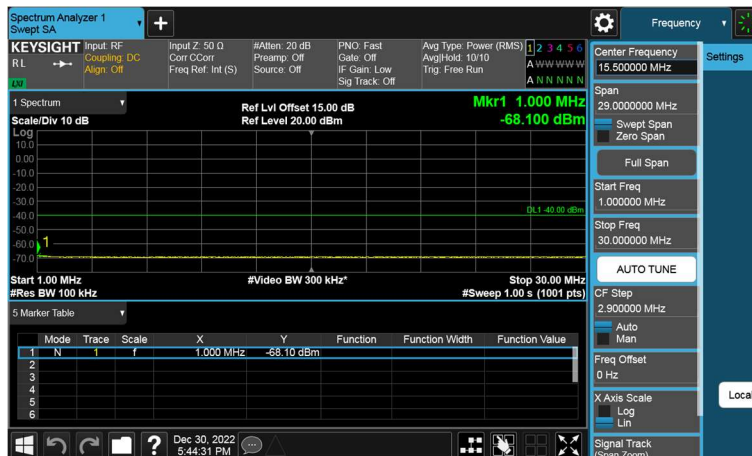 Spectrum Analyzer 1
Swept SA
+
Frequency
KEYSIGHT
RL
LXI
Input: RF
Coupling: DC
Align: Off
Input Z: 50 Ω
Corr CCorr
Freq Ref: Int (S)
#Atten: 20 dB
Preamp: Off
Source: Off
PNO: Fast
Gate: Off
IF Gain: Low
Sig Track: Off
Avg Type: Power (RMS)
Avg|Hold: 10/10
Trig: Free Run
1 2 3 4 5 6
A W W W W W
A N N N N N
1 Spectrum
Scale/Div 10 dB
Ref Lvl Offset 15.00 dB
Ref Level 20.00 dBm
Mkr1 1.000 MHz
-68.100 dBm
Log
10.0
0.00
-10.0
-20.0
-30.0
-40.0
-50.0
-60.0
-70.0
1
DL1 -40.00 dBm
Start 1.00 MHz
#Res BW 100 kHz
#Video BW 300 kHz*
Stop 30.00 MHz
#Sweep 1.00 s (1001 pts)
5 Marker Table
Mode Trace Scale X Y Function Function Width Function Value
1 N 1 f 1.000 MHz -68.10 dBm
2
3
4
5
6
?
Dec 30, 2022
5:44:31 PM
Center Frequency
15.500000 MHz
Settings
Span
29.0000000 MHz
Swept Span
Zero Span
Full Span
Start Freq
1.000000 MHz
Stop Freq
30.000000 MHz
AUTO TUNE
CF Step
2.900000 MHz
Auto
Man
Freq Offset
0 Hz
X Axis Scale
Log
Lin
Local
Signal Track
(Span Zoom)